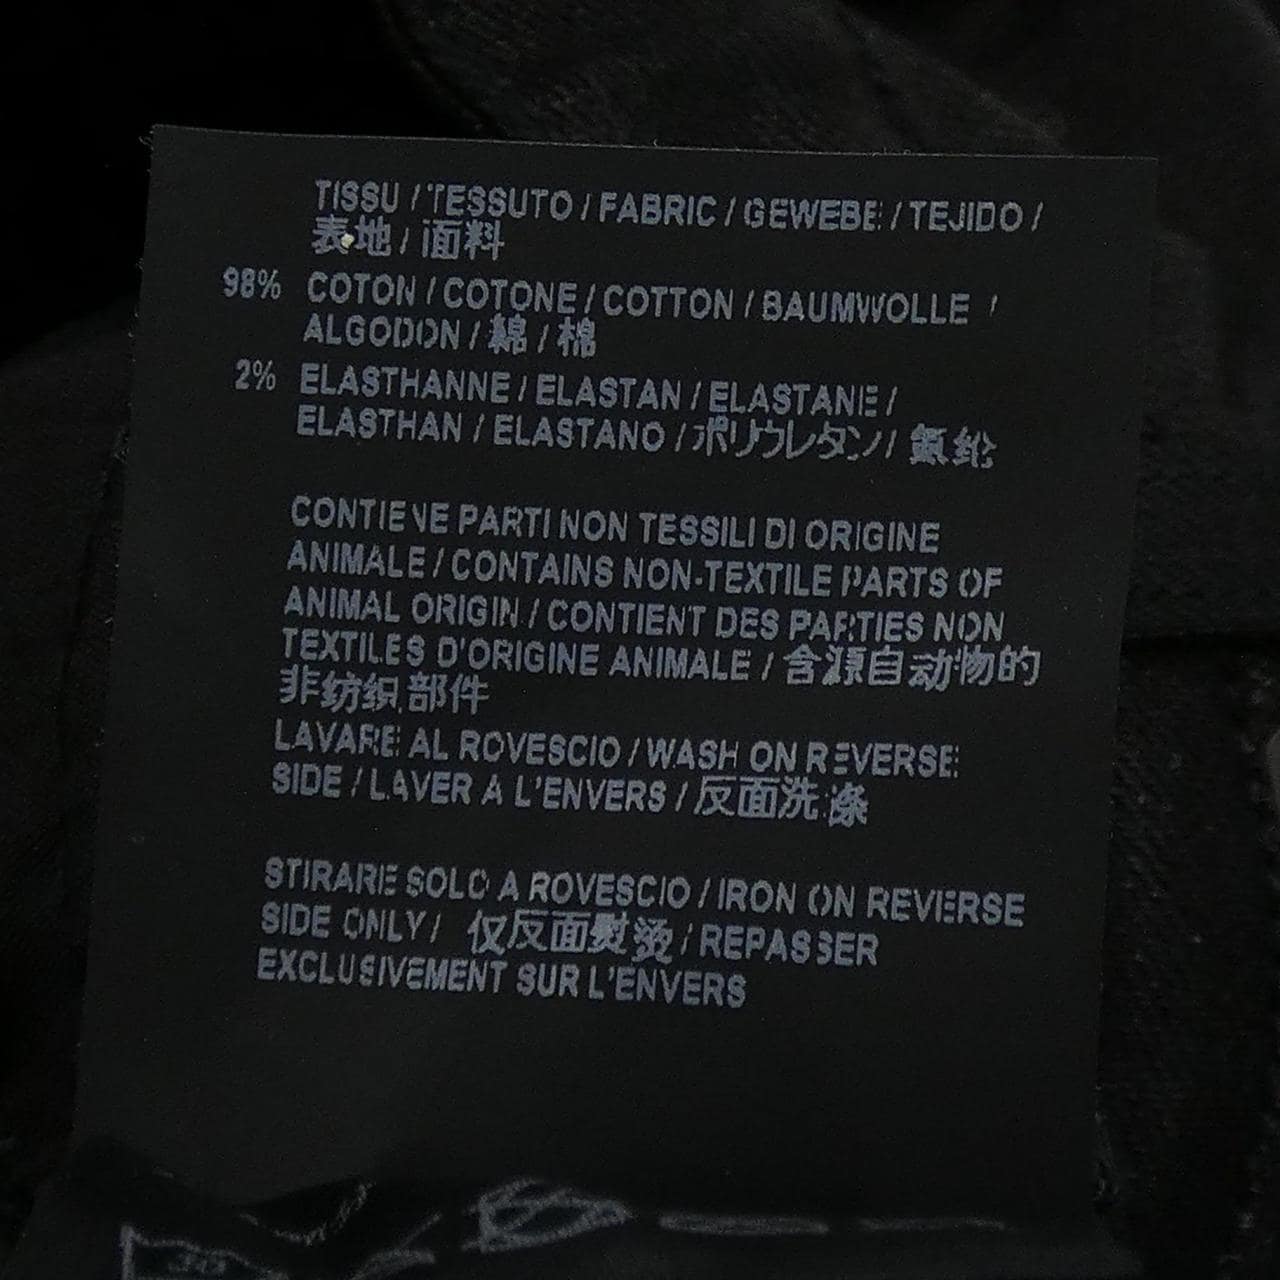 TISSU / TESSUTO / FABRIC / GEWEBE / TEJIDO /
表地 / 面料
98% COTON / COTONE / COTTON / BAUMWOLLE /
ALGODON / 綿 / 棉
2% ELASTHANNE / ELASTAN / ELASTANE /
ELASTHAN / ELASTANO / ポリウレタン / 氨纶
CONTIENE PARTI NON TESSILI DI ORIGINE
ANIMALE / CONTAINS NON-TEXTILE PARTS OF
ANIMAL ORIGIN / CONTIENT DES PARTIES NON
TEXTILES D'ORIGINE ANIMALE / 含源自动物的
非纺织部件
LAVARE AL ROVESCIO / WASH ON REVERSE
SIDE / LAVER A L'ENVERS / 反面洗涤
STIRARE SOLO A ROVESCIO / IRON ON REVERSE
SIDE ONLY / 仅反面熨烫 / REPASSER
EXCLUSIVEMENT SUR L'ENVERS
30